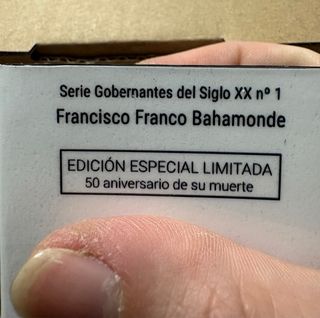 Serie Gobernantes del Siglo XX nº 1
Francisco Franco Bahamonde
EDICIÓN ESPECIAL LIMITADA
50 aniversario de su muerte